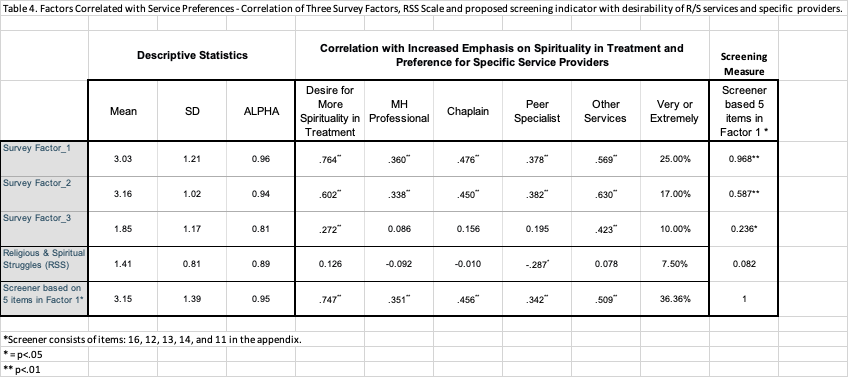 Table 4. Factors Correlated with Service Preferences - Correlation of Three Survey Factors, RSS Scale and proposed screening indicator with desirability of R/S services and specific providers.
Descriptive Statistics
Correlation with Increased Emphasis on Spirituality in Treatment and
Preference for Specific Service Providers
Screening
Measure
Mean SD ALPHA
Desire for
More
Spirituality in
Treatment
MH
Professional
Chaplain
Peer
Specialist
Other
Services
Very or
Extremely
Screener
based 5
items in
Factor 1 *
Survey Factor_1
3.03 1.21 0.96 .764** .360** .476** .378** .569** 25.00% 0.968**
Survey Factor_2
3.16 1.02 0.94 .602** .338** .450** .382** .630** 17.00% 0.587**
Survey Factor_3
1.85 1.17 0.81 .272** 0.086 0.156 0.195 .423** 10.00% 0.236*
Religious & Spiritual
Struggles (RSS)
1.41 0.81 0.89 0.126 -0.092 -0.010 -.287* 0.078 7.50% 0.082
Screener based on
5 items in Factor 1*
3.15 1.39 0.95 .747** .351** .456** .342** .509** 36.36% 1
*Screener consists of items: 16, 12, 13, 14, and 11 in the appendix.
* = p<.05
** p<.01